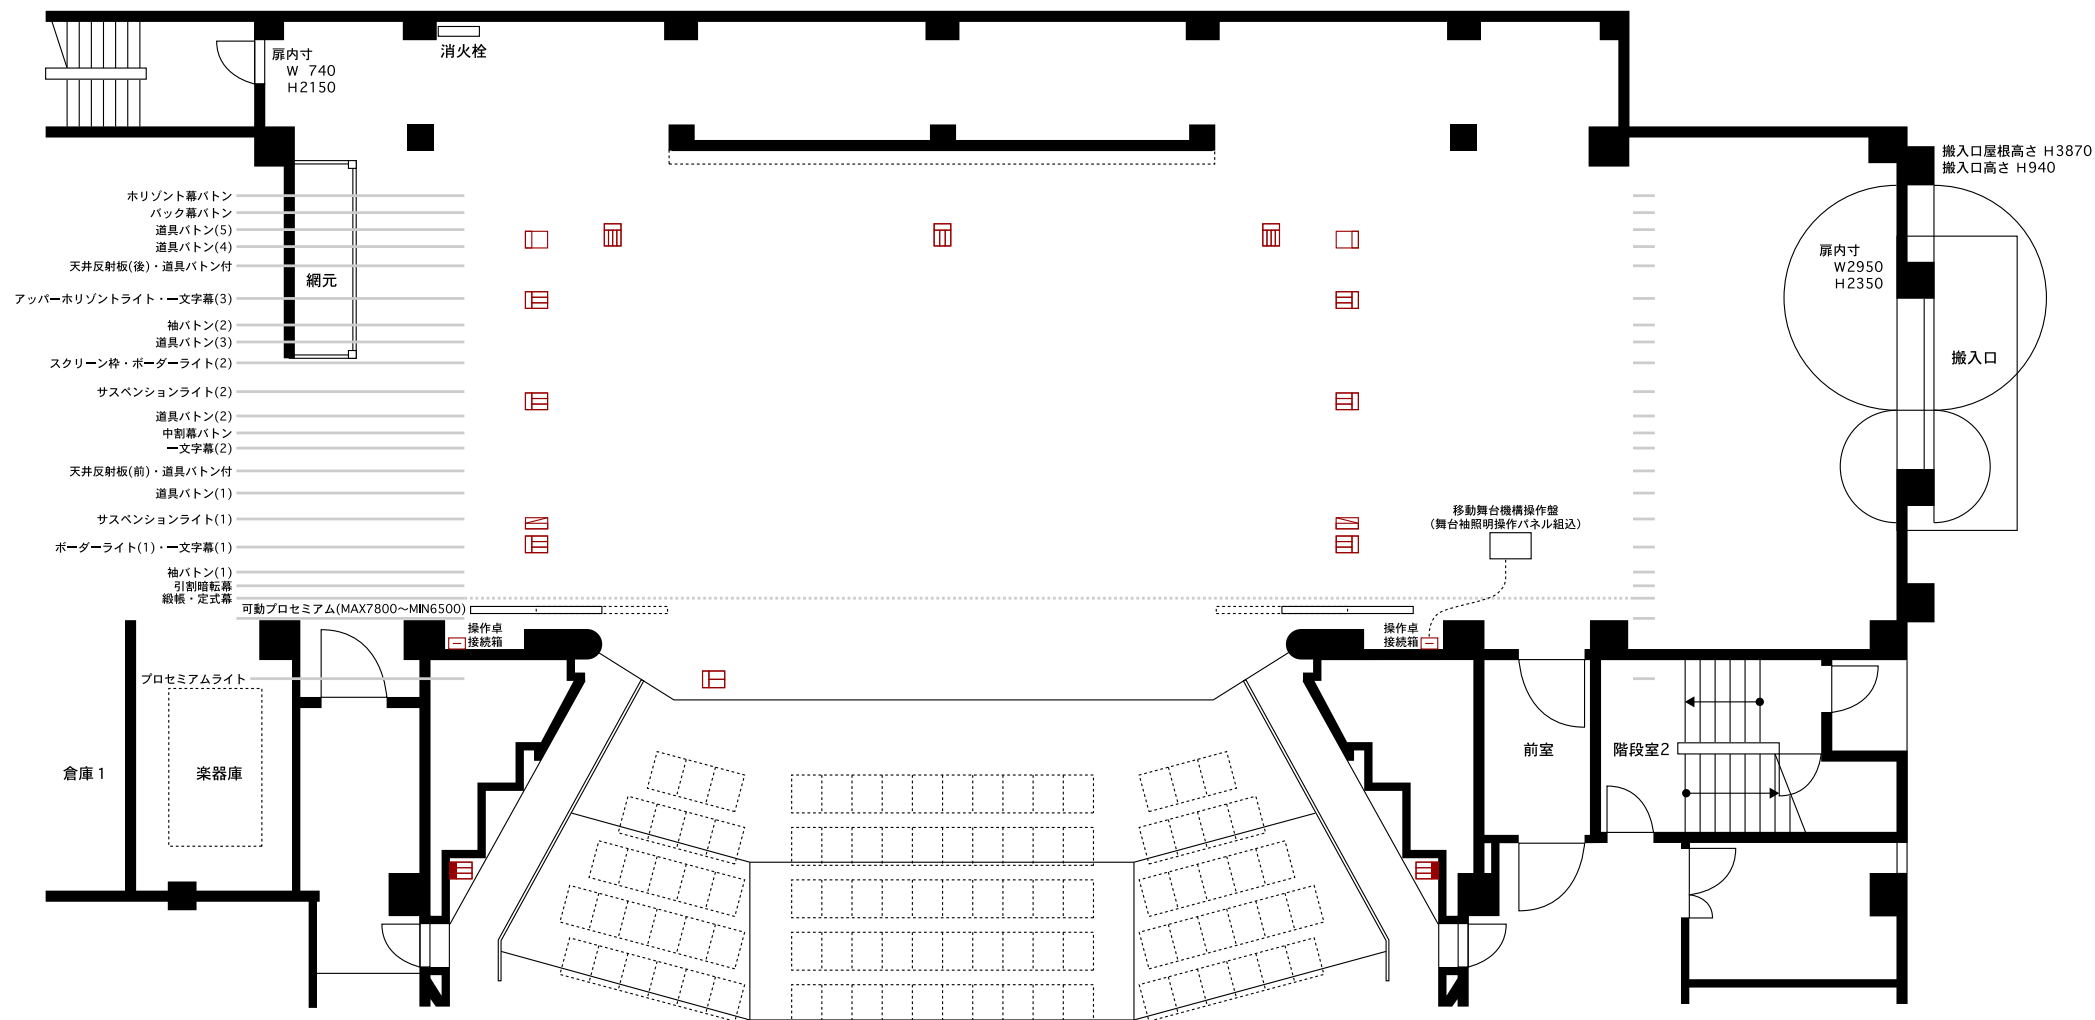 消火栓
扉内寸
W 740
H2150
搬入口屋根高さ H3870
搬入口高さ H940
ホリゾント幕バトン
バック幕バトン
道具バトン(5)
道具バトン(4)
天井反射板(後)・道具バトン付
アッパーホリゾントライト・一文字幕(3)
袖バトン(2)
道具バトン(3)
スクリーン枠・ボーダーライト(2)
サスペンションライト(2)
道具バトン(2)
中割幕バトン
一文字幕(2)
天井反射板(前)・道具バトン付
道具バトン(1)
サスペンションライト(1)
ボーダーライト(1)・一文字幕(1)
袖バトン(1)
引割暗転幕
緞帳・定式幕
可動プロセミアム(MAX7800〜MIN6500)
網元
扉内寸
W2950
H2350
搬入口
移動舞台機構操作盤
(舞台袖照明操作パネル組込)
操作卓
接続箱
操作卓
接続箱
プロセミアムライト
倉庫1
楽器庫
前室
階段室2